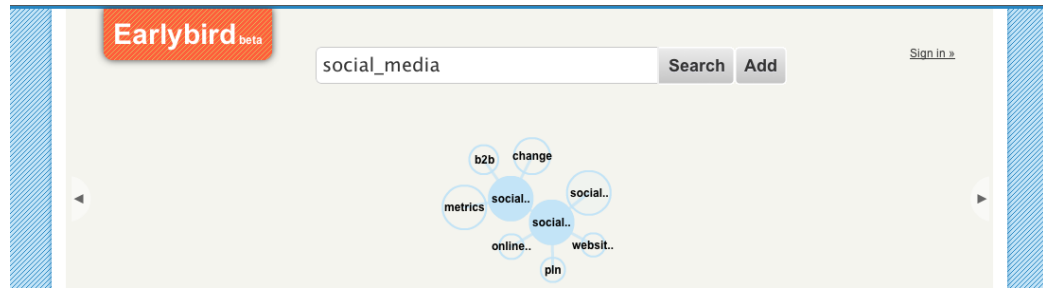 Earlybird beta
social_media
Search Add
Sign in »
b2b change
metrics social.. social..
social..
online.. websit..
pln